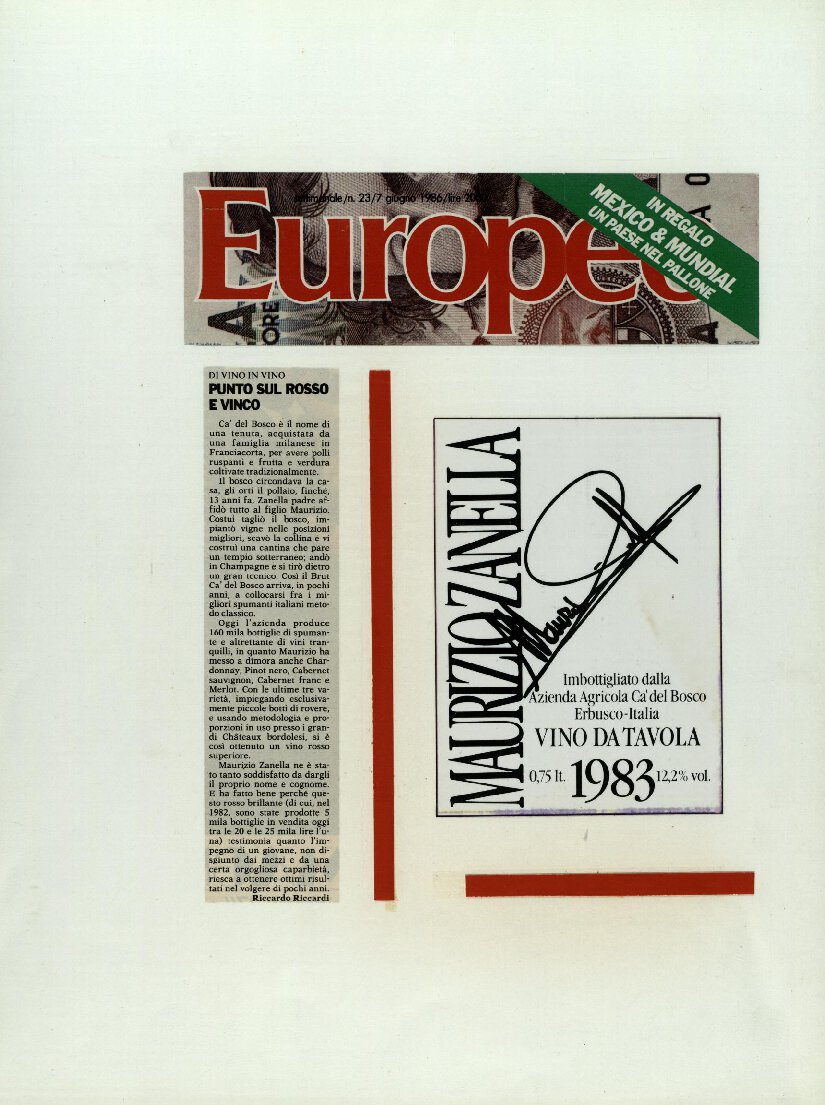 settimanale/n. 23/7 giugno 1986/lire 2000
Europeo
IN REGALO
MEXICO & MUNDIAL
UN PAESE NEL PALLONE
DI VINO IN VINO
PUNTO SUL ROSSO
E VINCO
Ca' del Bosco è il nome di
una tenuta, acquistata da
una famiglia milanese in
Franciacorta, per avere polli
ruspanti e frutta e verdura
coltivate tradizionalmente.
Il bosco circondava la ca-
sa, gli orti il pollaio, finché,
13 anni fa, Zanella padre af-
fidò tutto al figlio Maurizio.
Costui tagliò il bosco, im-
piantò vigne nelle posizioni
migliori, scavò la collina e vi
costruì una cantina che pare
un tempio sotterraneo; andò
in Champagne e si tirò dietro
un gran tecnico. Così il Brut
Ca' del Bosco arriva, in pochi
anni, a collocarsi fra i mi-
gliori spumanti italiani meto-
do classico.
Oggi l'azienda produce
160 mila bottiglie di spuman-
te e altrettante di vini tran-
quilli, in quanto Maurizio ha
messo a dimora anche Char-
donnay, Pinot nero, Cabernet
sauvignon, Cabernet franc e
Merlot. Con le ultime tre va-
rietà, impiegando esclusiva-
mente piccole botti di rovere,
e usando metodologia e pro-
porzioni in uso presso i gran-
di Châteaux bordolesi, si è
così ottenuto un vino rosso
superiore.
Maurizio Zanella ne è sta-
to tanto soddisfatto da dargli
il proprio nome e cognome.
E ha fatto bene perché que-
sto rosso brillante (di cui, nel
1982, sono state prodotte 5
mila bottiglie in vendita oggi
tra le 20 e le 25 mila lire l'u-
na) testimonia quanto l'im-
pegno di un giovane, non di-
sgiunto dai mezzi e da una
certa orgogliosa caparbietà,
riesca a ottenere ottimi risul-
tati nel volgere di pochi anni.
Riccardo Riccardi
MAURIZIO ZANELLA
Imbottigliato dalla
Azienda Agricola Ca' del Bosco
Erbusco-Italia
VINO DA TAVOLA
0,75 lt. 1983 12,2% vol.